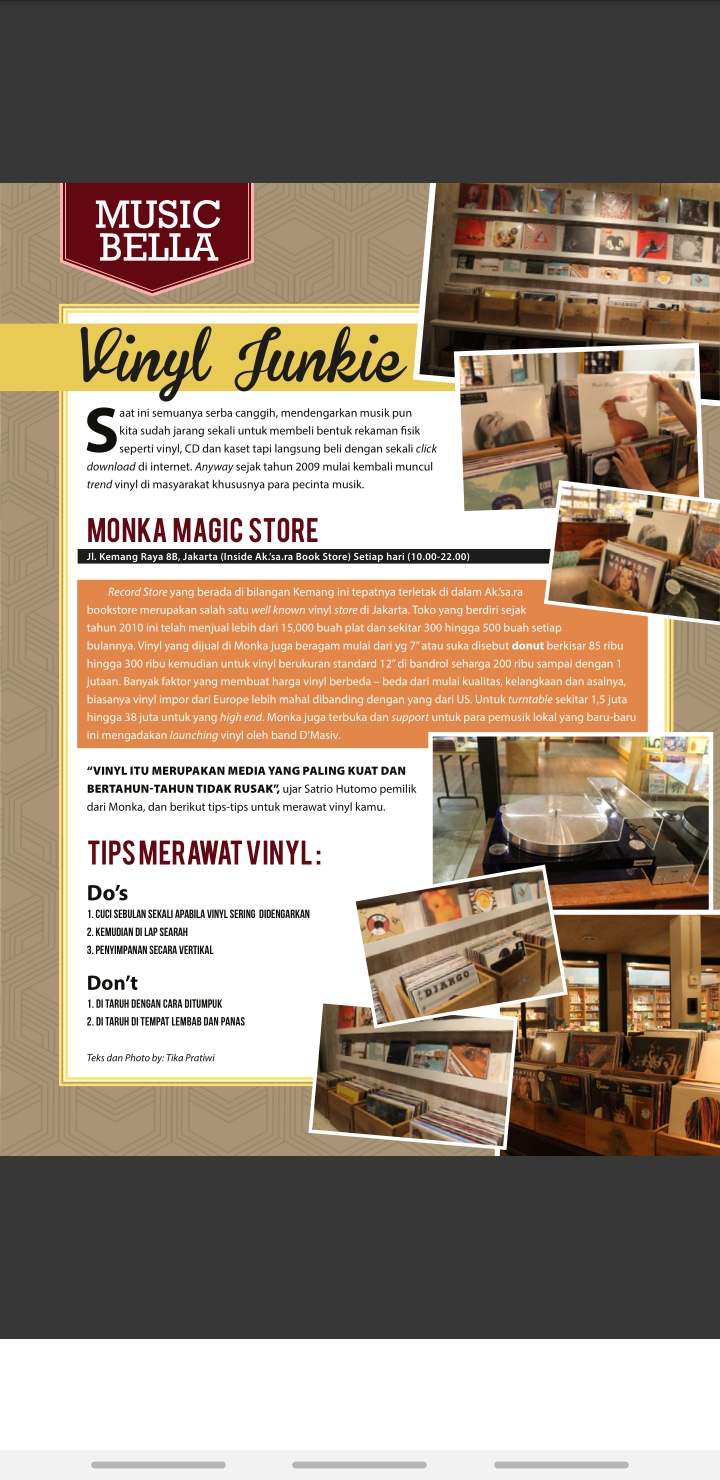 MUSIC
BELLA
Vinyl Junkie
Saat ini semuanya serba canggih, mendengarkan musik pun
kita sudah jarang sekali untuk membeli bentuk rekaman fisik
seperti vinyl, CD dan kaset tapi langsung beli dengan sekali click
download di internet. Anyway sejak tahun 2009 mulai kembali muncul
trend vinyl di masyarakat khususnya para pecinta musik.
MONKA MAGIC STORE
Jl. Kemang Raya 8B, Jakarta (Inside Ak.'sa.ra Book Store) Setiap hari (10.00-22.00)
Record Store yang berada di bilangan Kemang ini tepatnya terletak di dalam Ak.'sa.ra
bookstore merupakan salah satu well known vinyl store di Jakarta. Toko yang berdiri sejak
tahun 2010 ini telah menjual lebih dari 15,000 buah plat dan sekitar 300 hingga 500 buah setiap
bulannya. Vinyl yang dijual di Monka juga beragam mulai dari yg 7" atau suka disebut donut berkisar 85 ribu
hingga 300 ribu kemudian untuk vinyl berukuran standard 12" di bandrol seharga 200 ribu sampai dengan 1
jutaan. Banyak faktor yang membuat harga vinyl berbeda – beda dari mulai kualitas, kelangkaan dan asalnya,
biasanya vinyl impor dari Europe lebih mahal dibanding dengan yang dari US. Untuk turntable sekitar 1,5 juta
hingga 38 juta untuk yang high end. Monka juga terbuka dan support untuk para pemusik lokal yang baru-baru
ini mengadakan launching vinyl oleh band D'Masiv.
"VINYL ITU MERUPAKAN MEDIA YANG PALING KUAT DAN
BERTAHUN-TAHUN TIDAK RUSAK", ujar Satrio Hutomo pemilik
dari Monka, dan berikut tips-tips untuk merawat vinyl kamu.
TIPS MERAWAT VINYL :
Do's
1. CUCI SEBULAN SEKALI APABILA VINYL SERING DIDENGARKAN
2. KEMUDIAN DI LAP SEARAH
3. PENYIMPANAN SECARA VERTIKAL
Don't
1. DI TARUH DENGAN CARA DITUMPUK
2. DI TARUH DI TEMPAT LEMBAB DAN PANAS
Teks dan Photo by: Tika Pratiwi
DJANGO